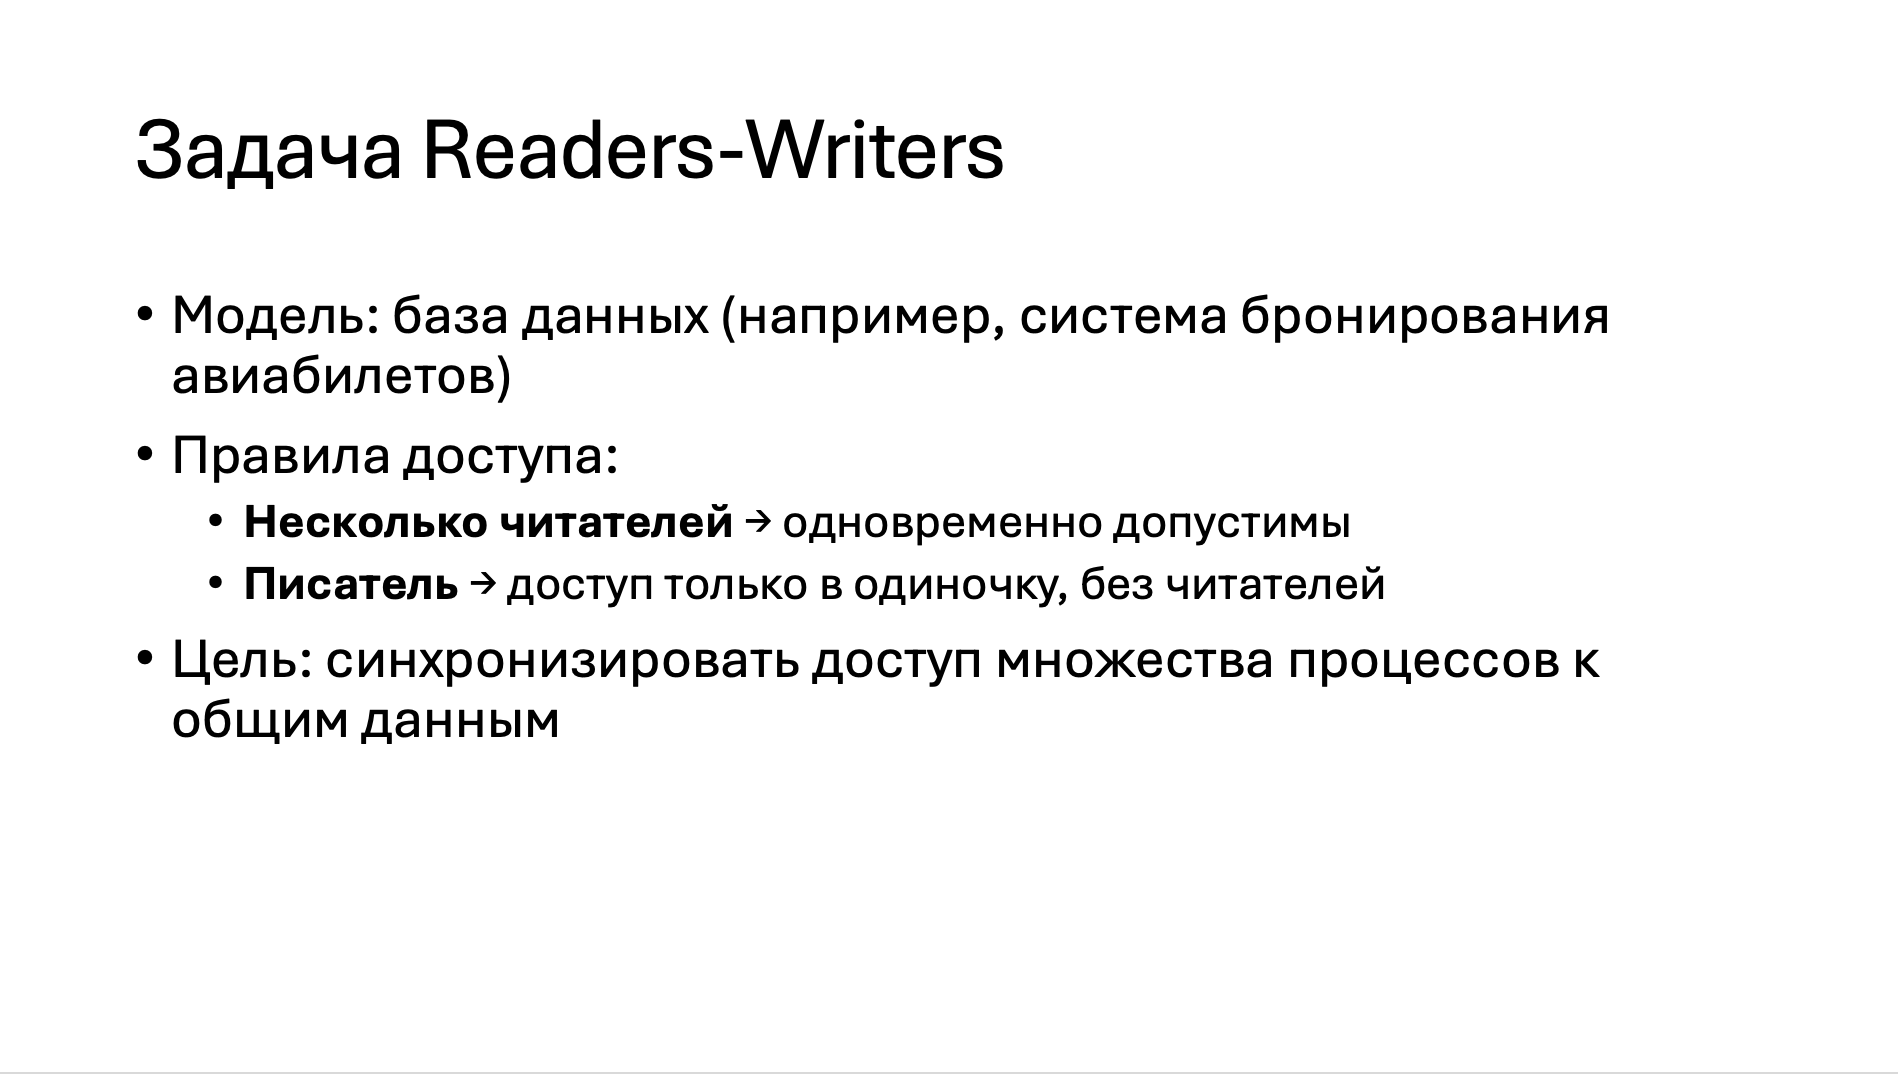 Задача Readers-Writers
• Модель: база данных (например, система бронирования
авиабилетов)
• Правила доступа:
• Несколько читателей → одновременно допустимы
• Писатель → доступ только в одиночку, без читателей
• Цель: синхронизировать доступ множества процессов к
общим данным